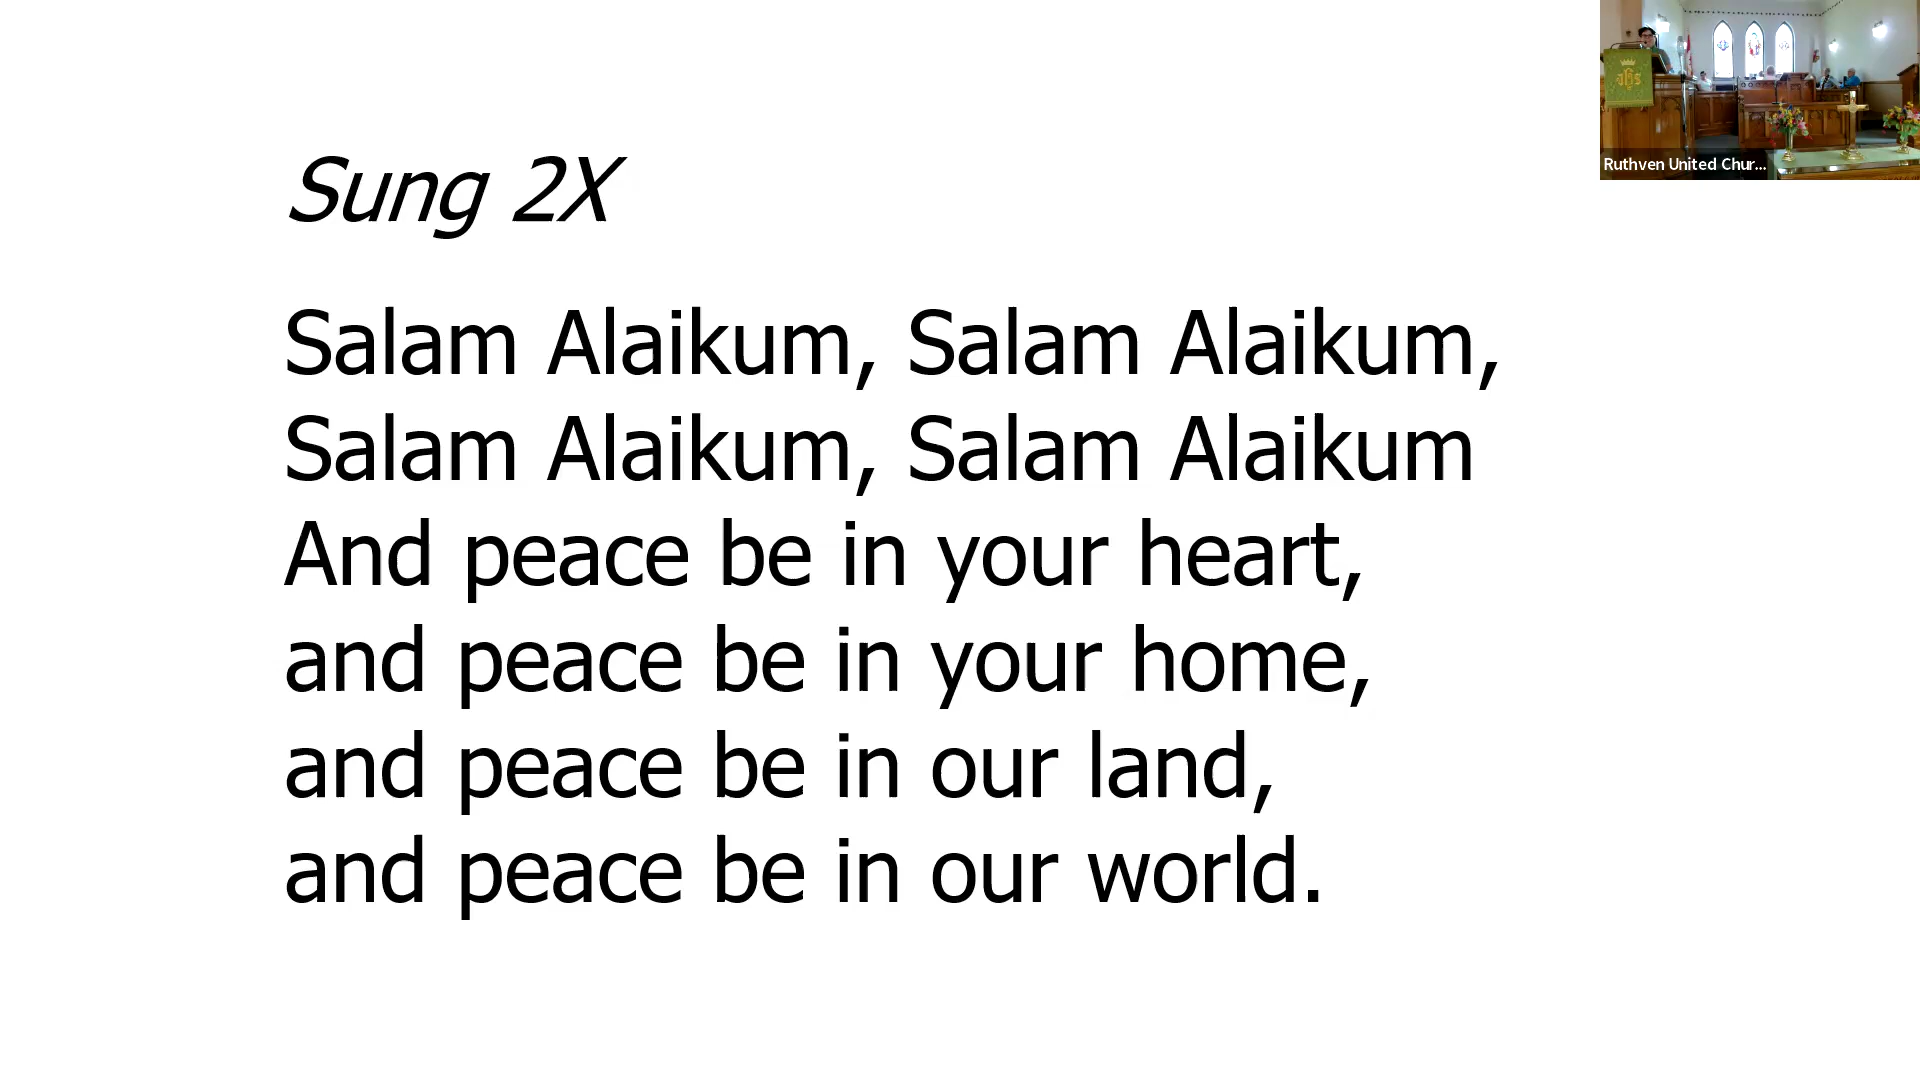 Sung 2X
Salam Alaikum, Salam Alaikum,
Salam Alaikum, Salam Alaikum
And peace be in your heart,
and peace be in your home,
and peace be in our land,
and peace be in our world.
Ruthven United Chur...
IHS